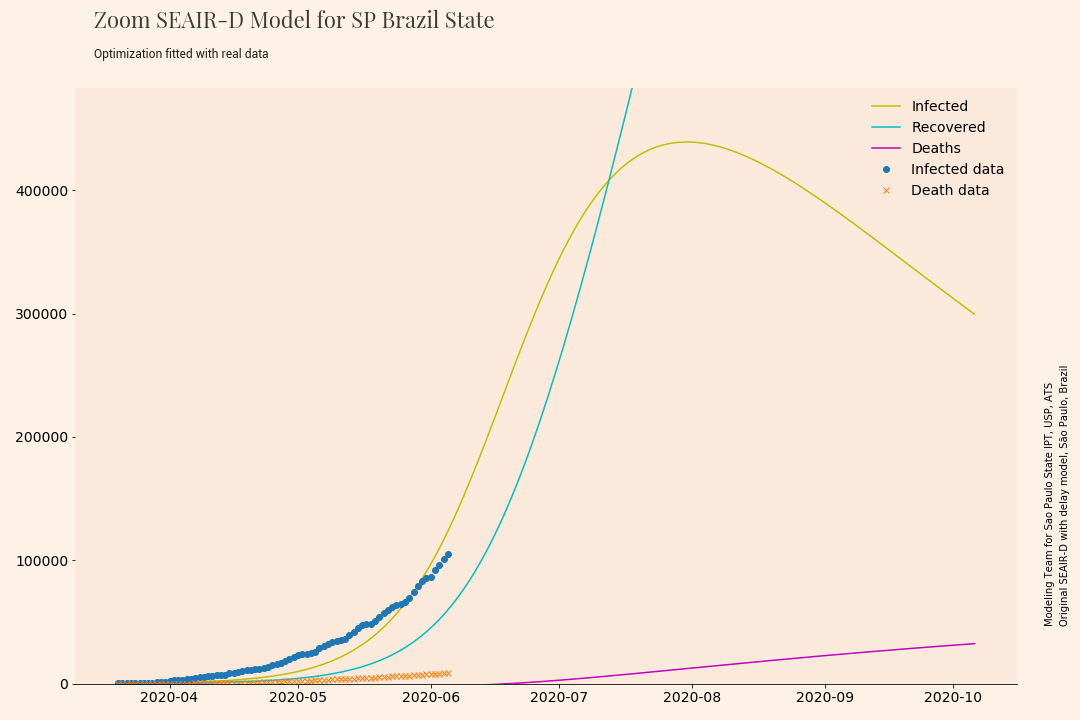 Zoom SEAIR-D Model for SP Brazil State
Optimization fitted with real data
Infected
Recovered
Deaths
Infected data
Death data
400000
300000
200000
100000
0
2020-04
2020-05
2020-06
2020-07
2020-08
2020-09
2020-10
Modeling Team for Sao Paulo State IPT, USP, ATS
Original SEAIR-D with delay model, São Paulo, Brazil